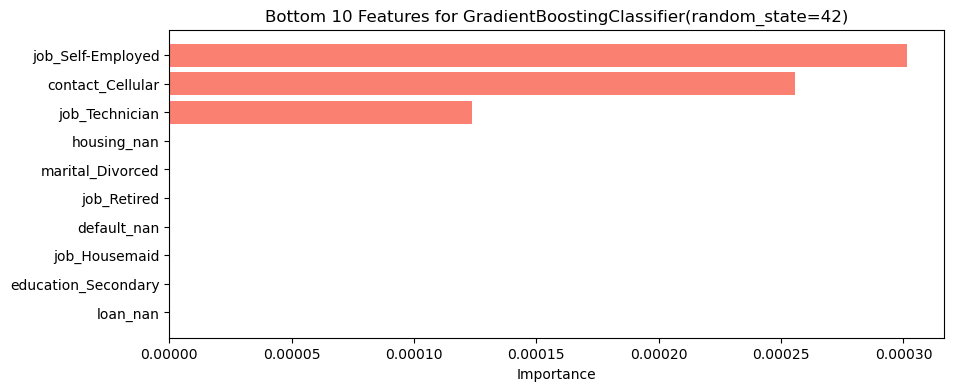 Bottom 10 Features for GradientBoostingClassifier(random_state=42)
job_Self-Employed
contact_Cellular
job_Technician
housing_nan
marital_Divorced
job_Retired
default_nan
job_Housemaid
education_Secondary
loan_nan
0.00000 0.00005 0.00010 0.00015 0.00020 0.00025 0.00030
Importance